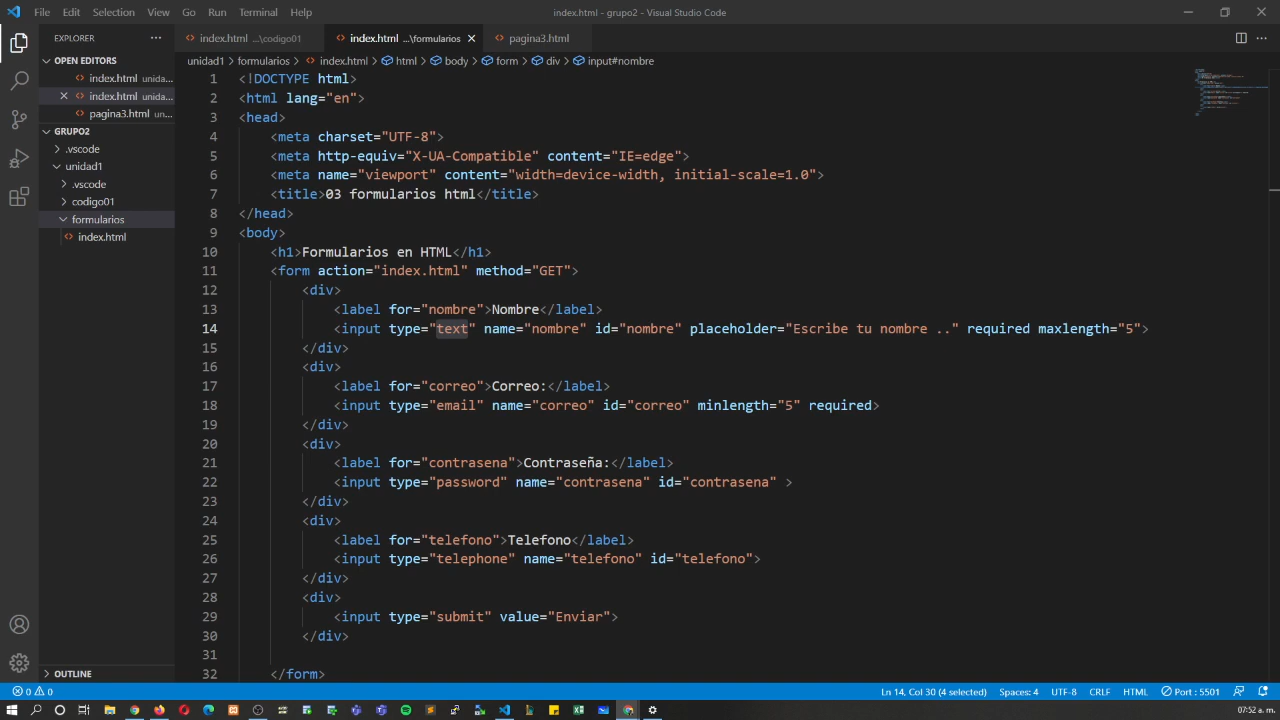 File Edit Selection View Go Run Terminal Help
index.html - grupo2 - Visual Studio Code
EXPLORER
index.html ...\codigo01
index.html ...\formularios
pagina3.html
OPEN EDITORS
index.html unida...
index.html unida...
pagina3.html un...
GRUPO2
.vscode
unidad1
.vscode
codigo01
formularios
index.html
OUTLINE
unidad1 > formularios > index.html > html > body > form > div > input#nombre
1 <!DOCTYPE html>
2 <html lang="en">
3 <head>
4 <meta charset="UTF-8">
5 <meta http-equiv="X-UA-Compatible" content="IE=edge">
6 <meta name="viewport" content="width=device-width, initial-scale=1.0">
7 <title>03 formularios html</title>
8 </head>
9 <body>
10 <h1>Formularios en HTML</h1>
11 <form action="index.html" method="GET">
12 <div>
13 <label for="nombre">Nombre</label>
14 <input type="text" name="nombre" id="nombre" placeholder="Escribe tu nombre .." required maxlength="5">
15 </div>
16 <div>
17 <label for="correo">Correo:</label>
18 <input type="email" name="correo" id="correo" minlength="5" required>
19 </div>
20 <div>
21 <label for="contrasena">Contraseña:</label>
22 <input type="password" name="contrasena" id="contrasena" >
23 </div>
24 <div>
25 <label for="telefono">Telefono</label>
26 <input type="telephone" name="telefono" id="telefono">
27 </div>
28 <div>
29 <input type="submit" value="Enviar">
30 </div>
31
32 </form>
0 0
Ln 14, Col 30 (4 selected) Spaces: 4 UTF-8 CRLF HTML Port : 5501
07:52 a. m.